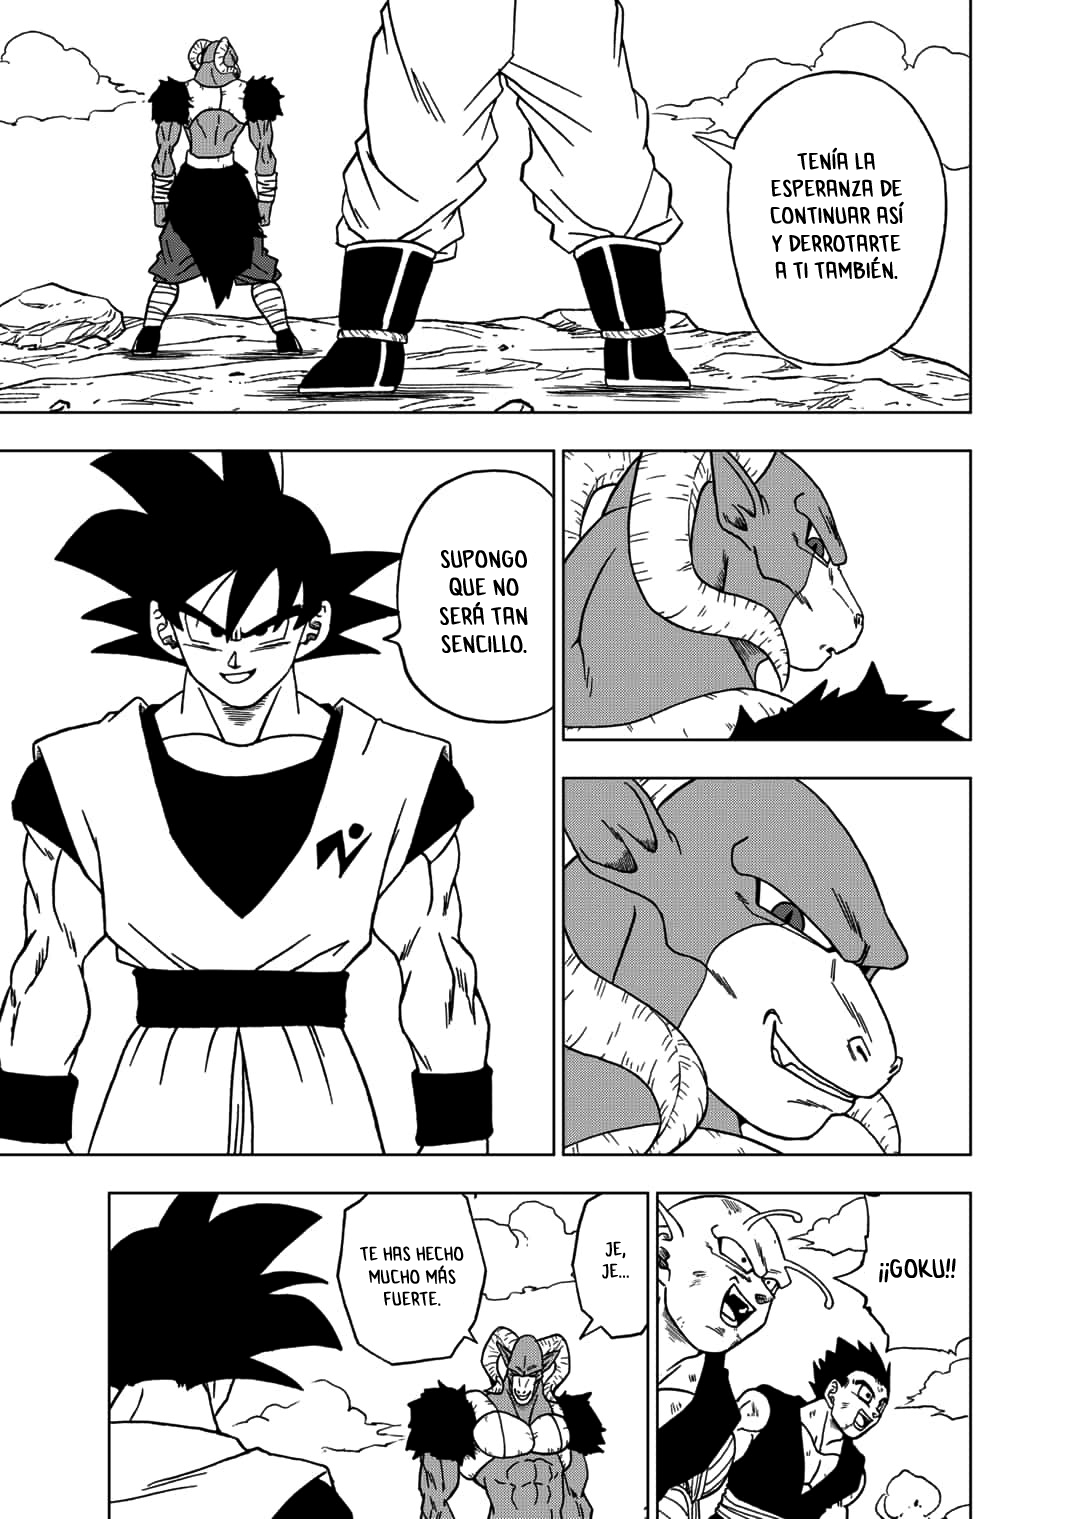 TENÍA LA
ESPERANZA DE
CONTINUAR ASÍ
Y DERROTARTE
A TI TAMBIÉN.
SUPONGO
QUE NO
SERÁ TAN
SENCILLO.
¡¡GOKU!!
JE,
JE...
TE HAS HECHO
MUCHO MÁS
FUERTE.